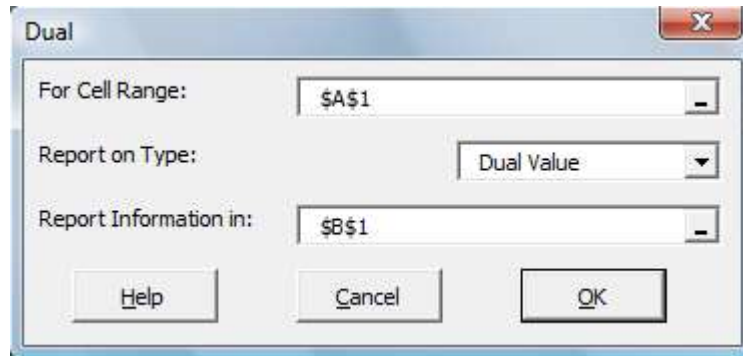 Dual
For Cell Range: $A$1
Report on Type: Dual Value
Report Information in: $B$1
Help Cancel OK